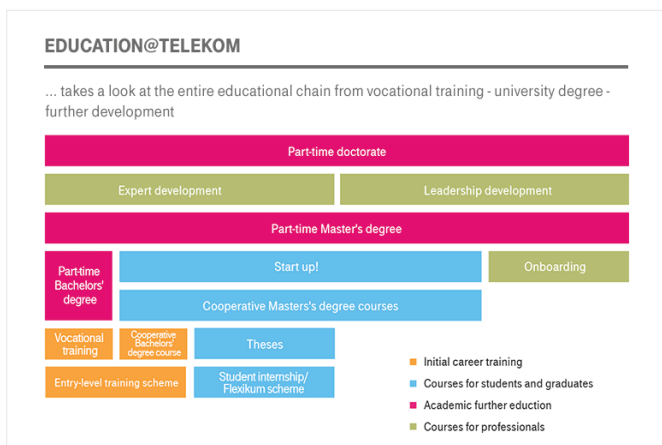 EDUCATION@TELEKOM
... takes a look at the entire educational chain from vocational training - university degree -
further development
Part-time doctorate
Expert development
Leadership development
Part-time Master's degree
Part-time
Bachelors'
degree
Start up!
Onboarding
Cooperative Masters's degree courses
Vocational
training
Cooperative
Bachelors'
degree course
Theses
Entry-level training scheme
Student internship/
Flexikum scheme
Initial career training
Courses for students and graduates
Academic further eduction
Courses for professionals